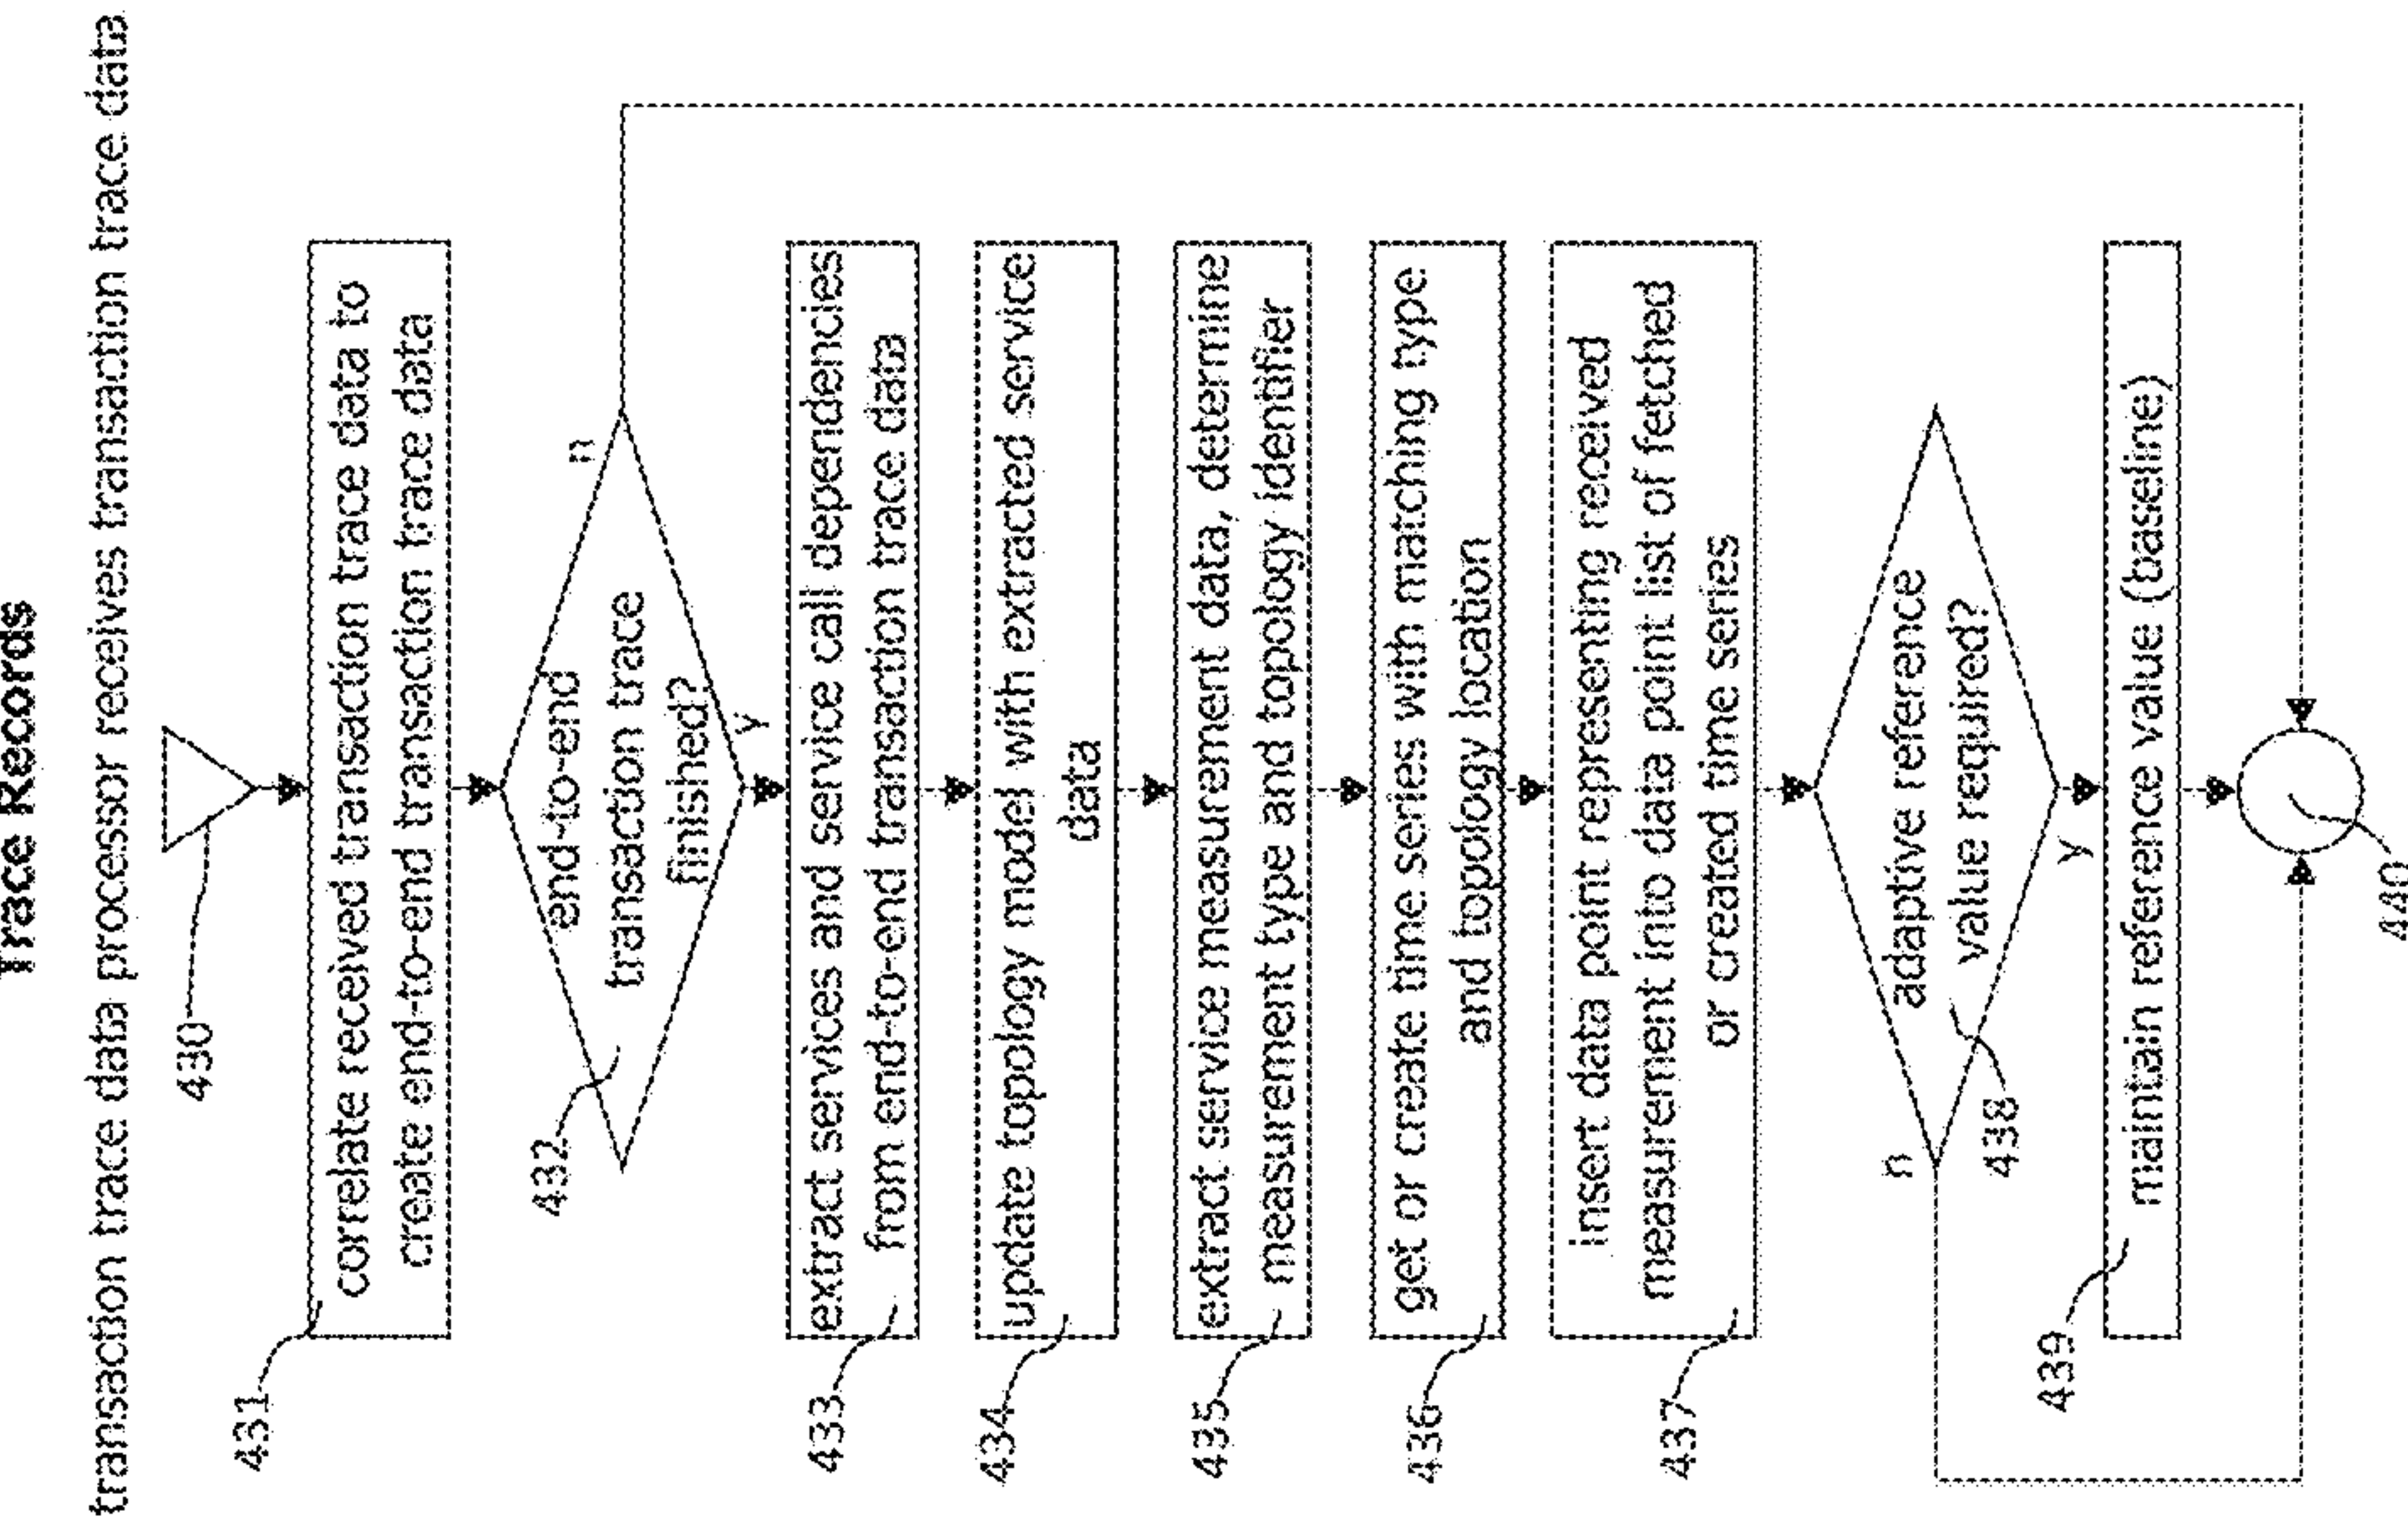 Trace Records
transaction trace data processor receives transaction trace data
430
431
correlate received transaction trace data to
create end-to-end transaction trace data
432
end-to-end
transaction trace
finished?
n
y
433
extract services and service call dependencies
from end-to-end transaction trace data
434
update topology model with extracted service
data
435
extract service measurement data, determine
measurement type and topology identifier
436
get or create time series with matching type
and topology location
437
insert data point representing received
measurement into data point list of fetched
or created time series
n
adaptive reference
value required?
438
y
439
maintain reference value (baseline)
440